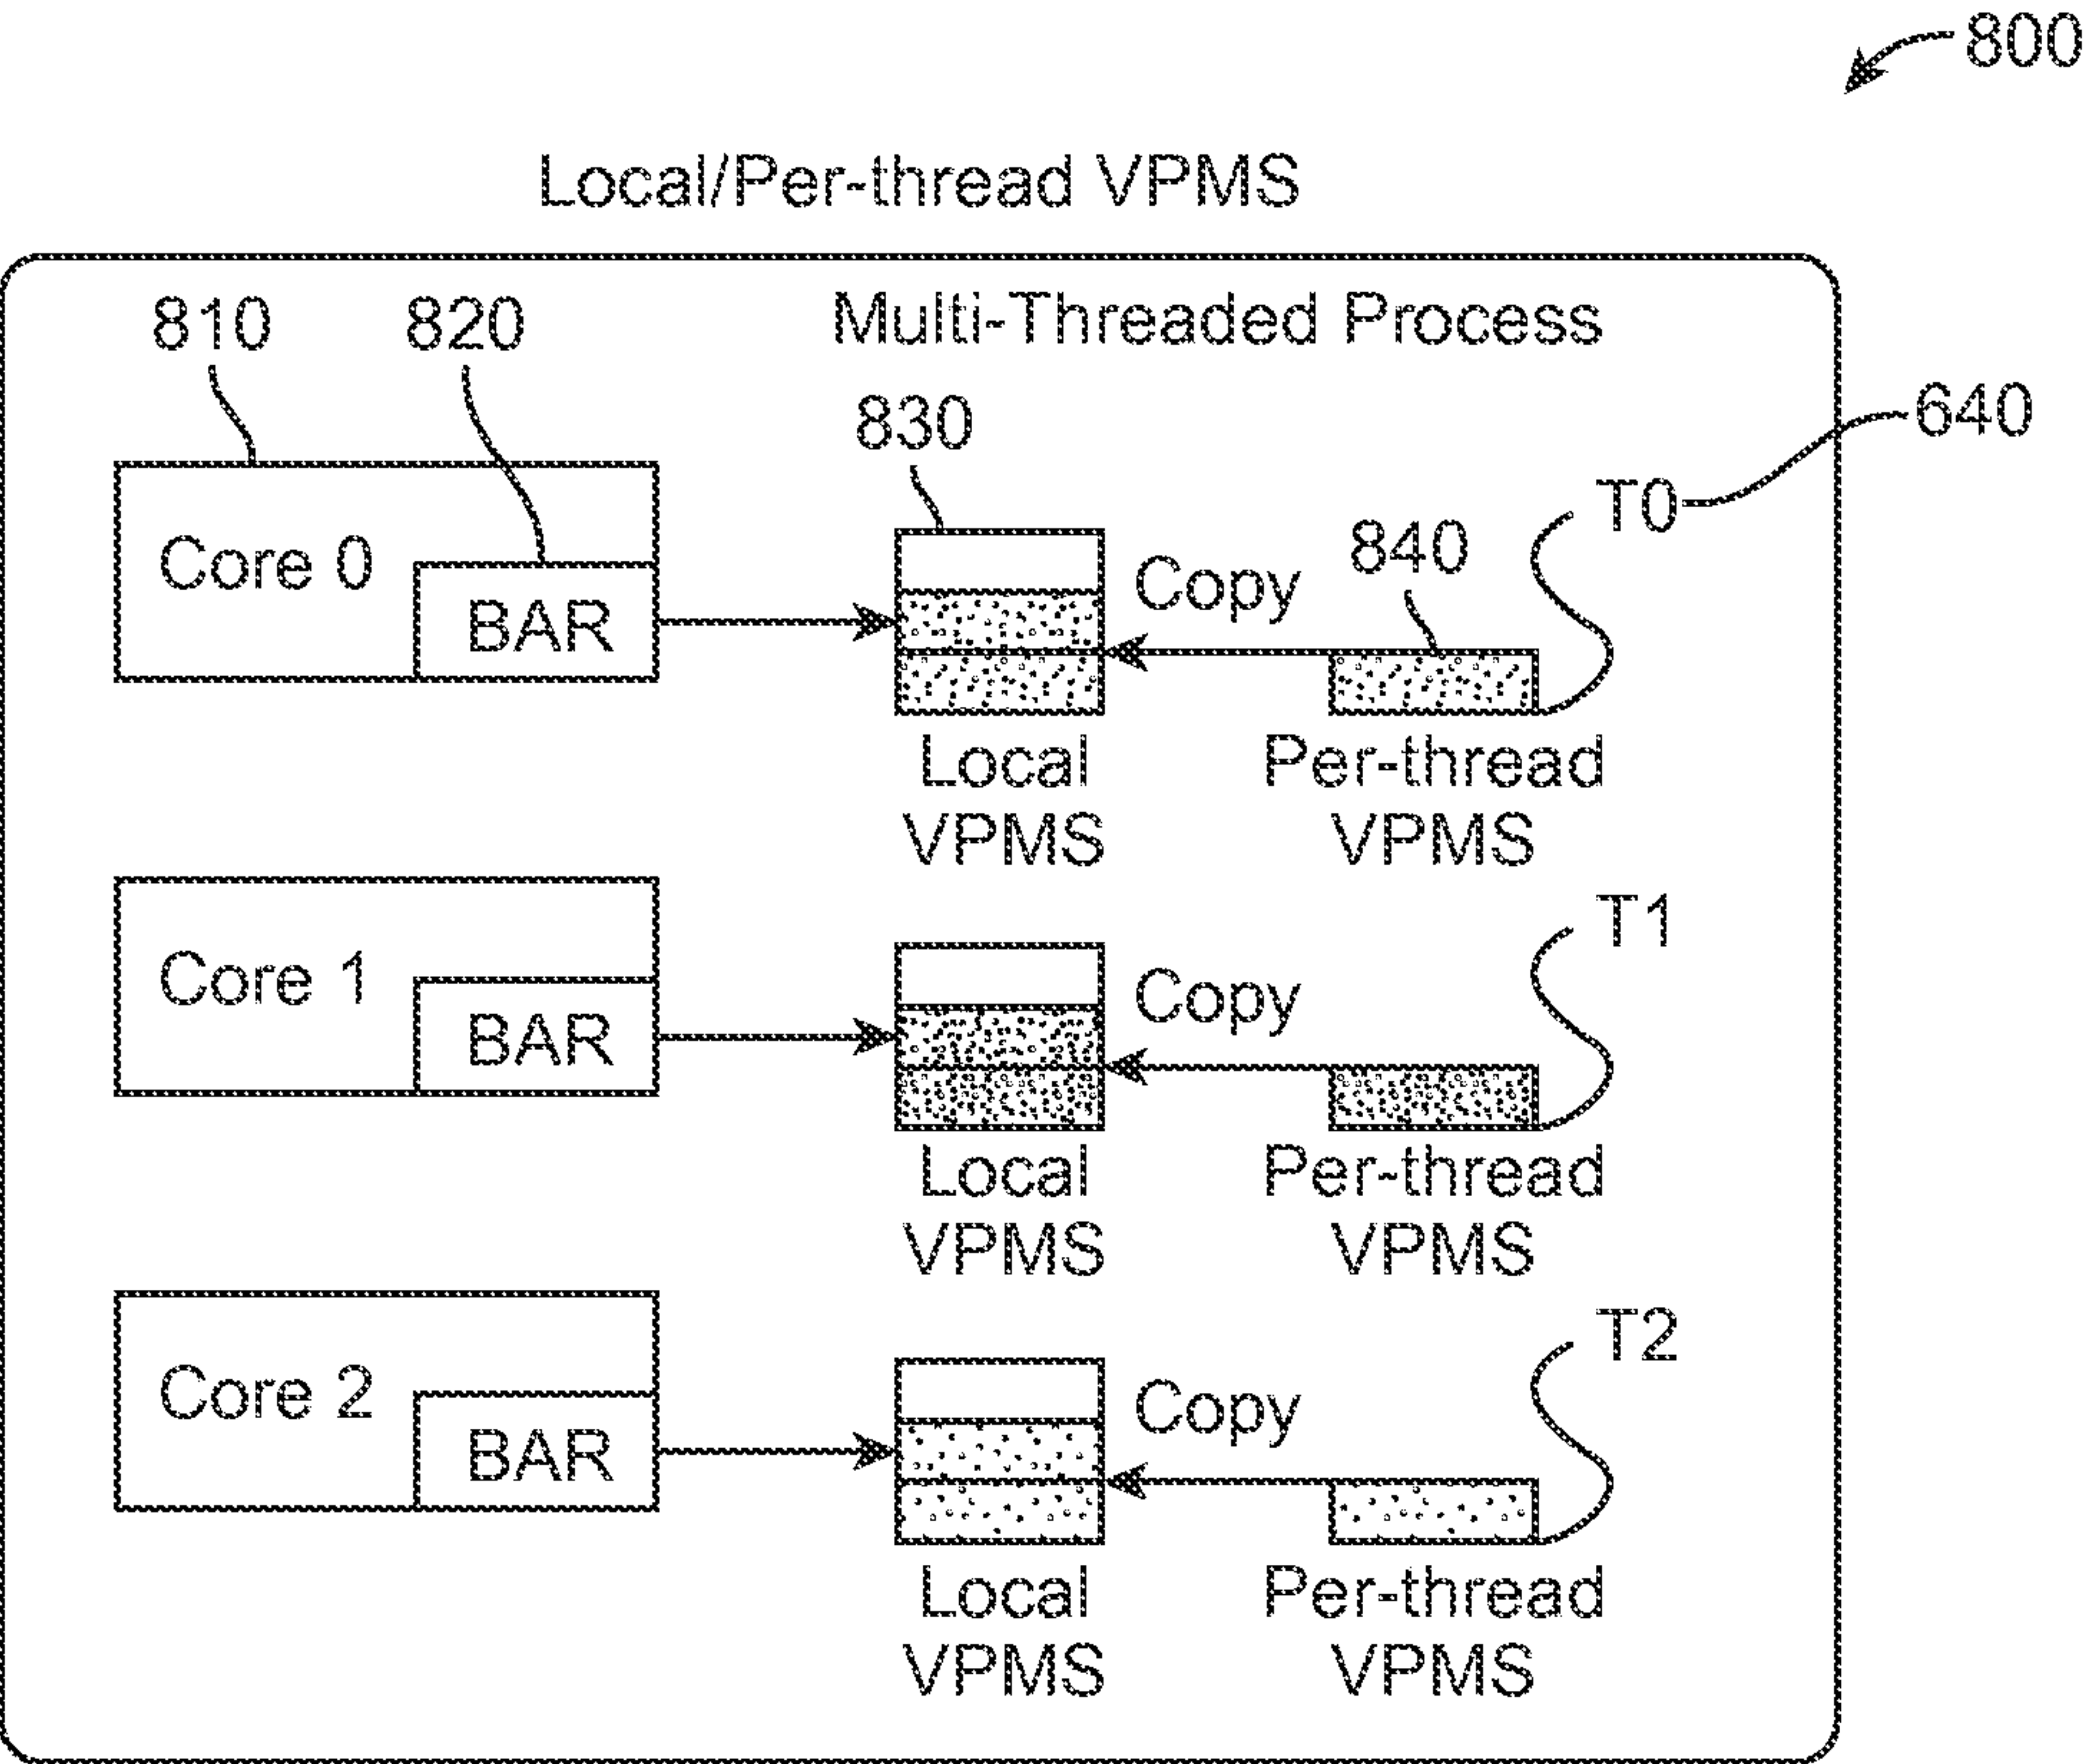 800
Local/Per-thread VPMS
Multi-Threaded Process
810
820
830
640
T0
840
Core 0
BAR
Copy
Local
VPMS
Per-thread
VPMS
T1
Core 1
BAR
Copy
Local
VPMS
Per-thread
VPMS
T2
Core 2
BAR
Copy
Local
VPMS
Per-thread
VPMS